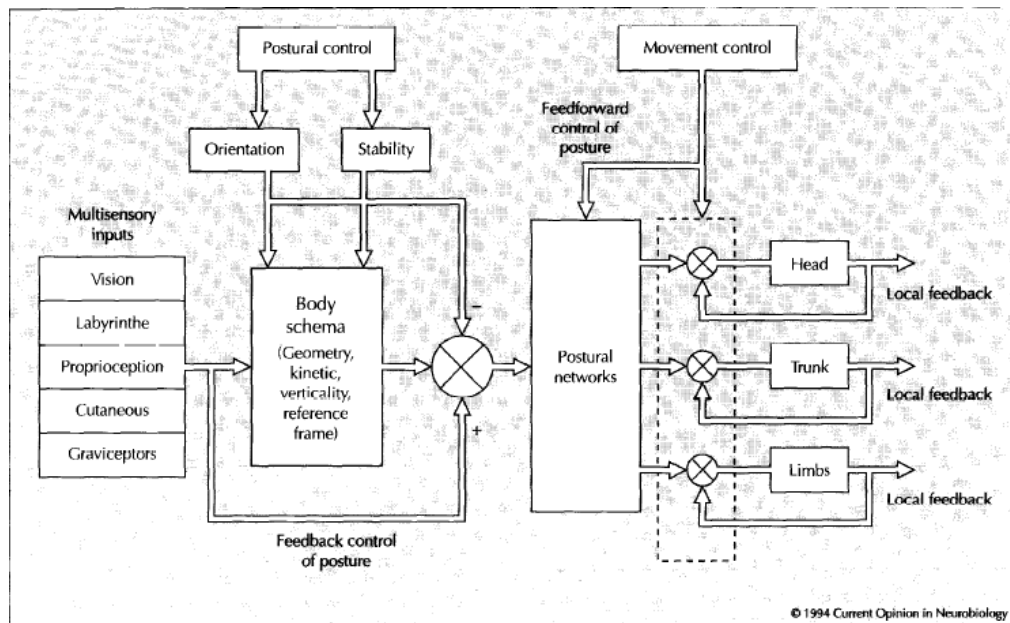 Postural control
Movement control
Feedforward
control of
posture
Orientation
Stability
Multisensory
inputs
Vision
Labyrinthe
Proprioception
Cutaneous
Graviceptors
Body
schema
(Geometry,
kinetic,
verticality,
reference
frame)
−
+
Feedback control
of posture
Postural
networks
Head
Local feedback
Trunk
Local feedback
Limbs
Local feedback
© 1994 Current Opinion in Neurobiology